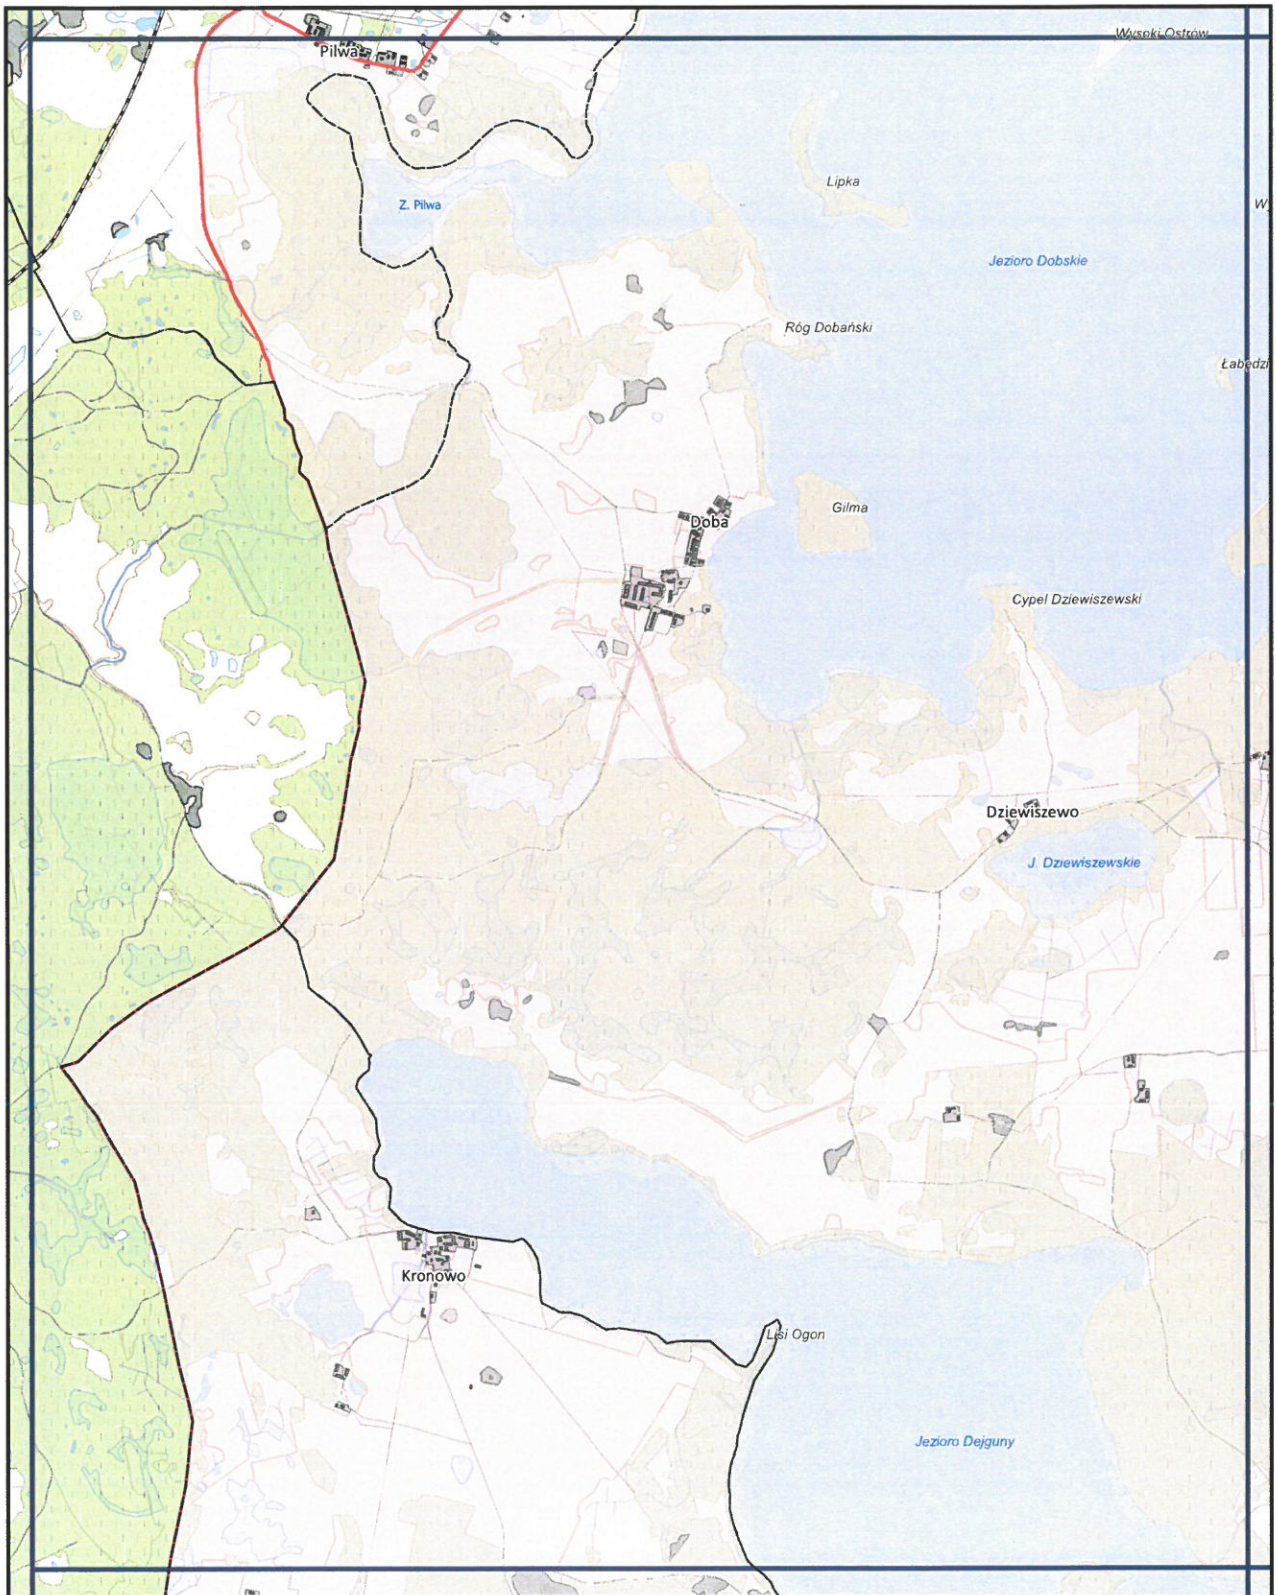 Wysoki Ostrów
Pilwa
Lipka
Z. Pilwa
Wy
Jezioro Dobskie
Róg Dobański
Łabędzi
Gilma
Doba
Cypel Dziewiszewski
Dziewiszewo
J. Dziewiszewskie
Kronowo
Lisi Ogon
Jezioro Dejguny